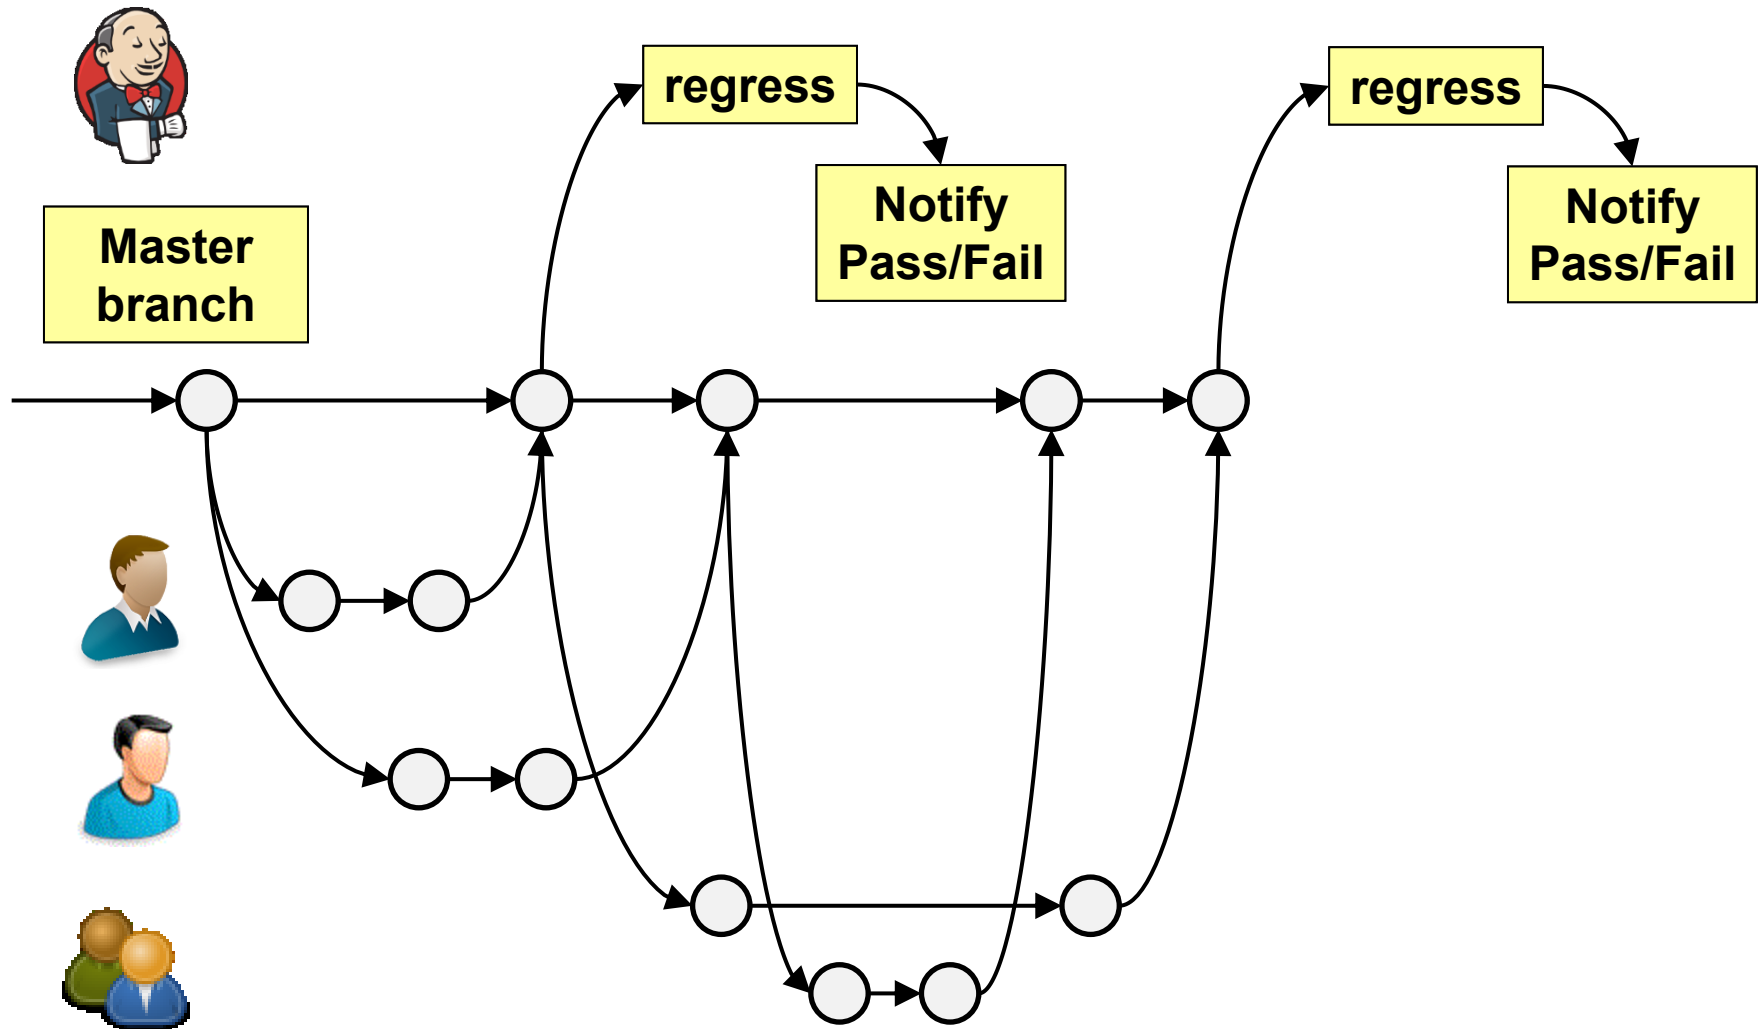 regress
regress
Notify
Pass/Fail
Notify
Pass/Fail
Master
branch